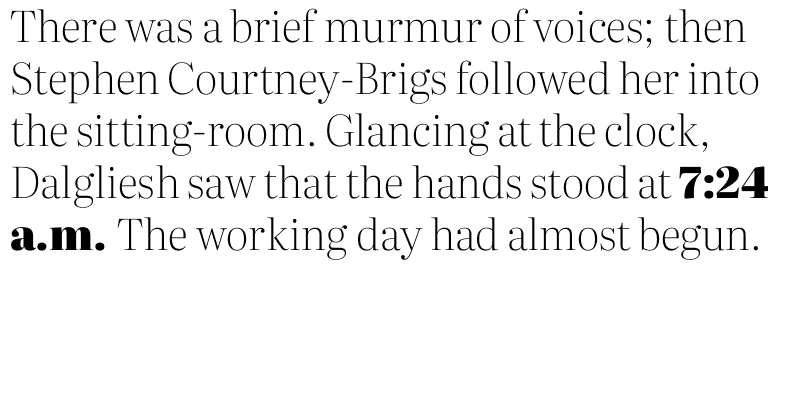 There was a brief murmur of voices; then
Stephen Courtney-Brigs followed her into
the sitting-room. Glancing at the clock,
Dalgliesh saw that the hands stood at 7:24
a.m. The working day had almost begun.